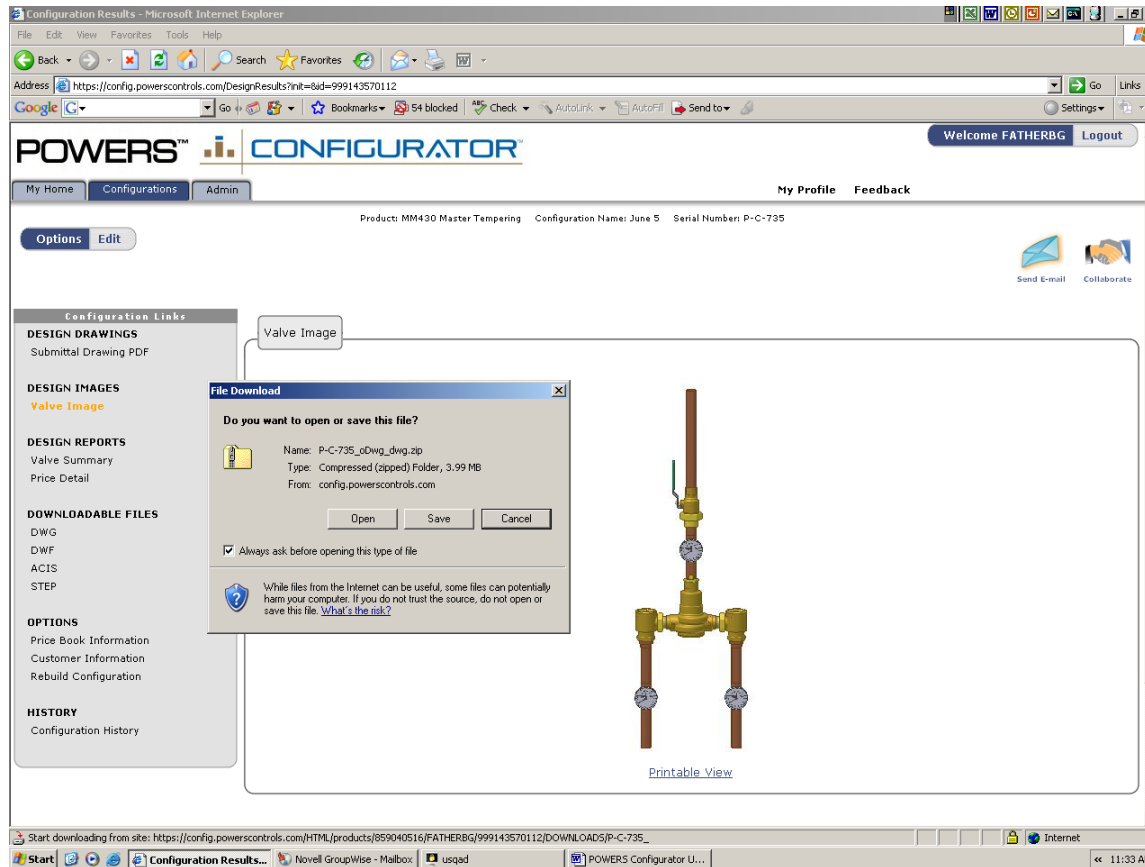 Configuration Results - Microsoft Internet Explorer
File Edit View Favorites Tools Help
Back Search Favorites
Address https://config.powerscontrols.com/DesignResults?init=&id=999143570112 Go Links
Google Go Bookmarks 54 blocked ABC Check AutoLink AutoFill Send to Settings
POWERS™ CONFIGURATOR™ Welcome FATHERBG Logout
My Home Configurations Admin My Profile Feedback
Product: MM430 Master Tempering Configuration Name: June 5 Serial Number: P-C-735
Options Edit
Send E-mail Collaborate
Configuration Links
DESIGN DRAWINGS
Submittal Drawing PDF
DESIGN IMAGES
Valve Image
DESIGN REPORTS
Valve Summary
Price Detail
DOWNLOADABLE FILES
DWG
DWF
ACIS
STEP
OPTIONS
Price Book Information
Customer Information
Rebuild Configuration
HISTORY
Configuration History
Valve Image
File Download
Do you want to open or save this file?
Name: P-C-735_oDwg_dwg.zip
Type: Compressed (zipped) Folder, 3.99 MB
From: config.powerscontrols.com
Open Save Cancel
Always ask before opening this type of file
While files from the Internet can be useful, some files can potentially
harm your computer. If you do not trust the source, do not open or
save this file. What's the risk?
Printable View
Start downloading from site: https://config.powerscontrols.com/HTML/products/859040516/FATHERBG/999143570112/DOWNLOADS/P-C-735_ Internet
Start Configuration Results... Novell GroupWise - Mailbox usqad POWERS Configurator U... 11:33 A